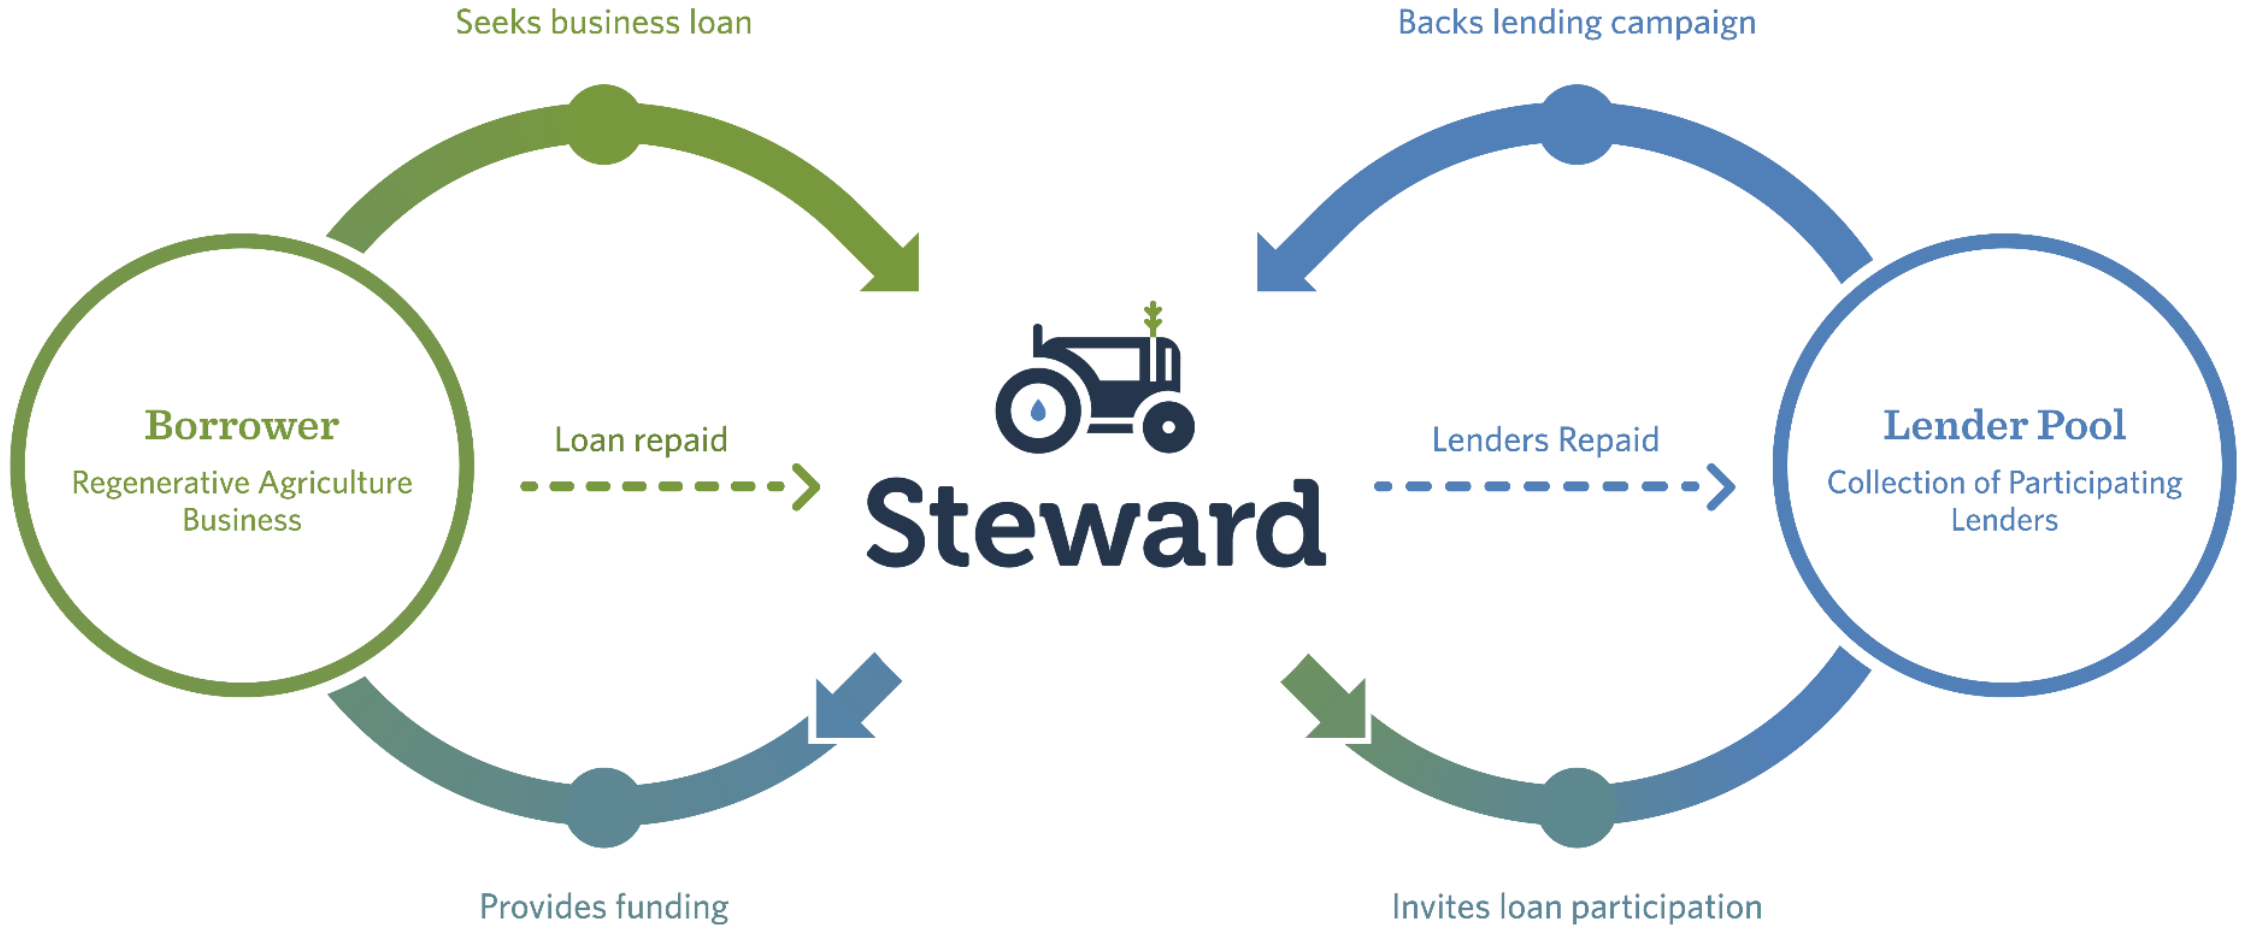 Seeks business loan
Backs lending campaign
Borrower
Regenerative Agriculture
Business
Loan repaid
Steward
Lenders Repaid
Lender Pool
Collection of Participating
Lenders
Provides funding
Invites loan participation